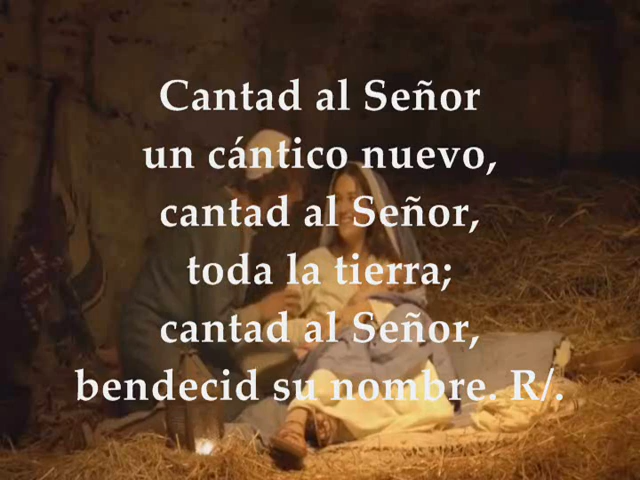 Cantad al Señor
un cántico nuevo,
cantad al Señor,
toda la tierra;
cantad al Señor,
bendecid su nombre. R/.